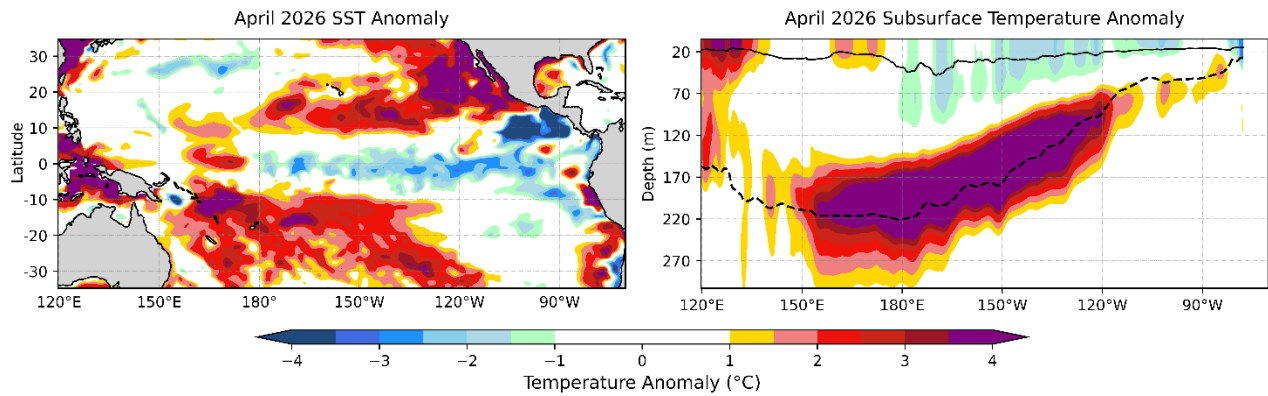 April 2026 SST Anomaly
April 2026 Subsurface Temperature Anomaly
Latitude
30
20
10
0
-10
-20
-30
120°E 150°E 180° 150°W 120°W 90°W
Depth (m)
20
70
120
170
220
270
120°E 150°E 180° 150°W 120°W 90°W
−4 −3 −2 −1 0 1 2 3 4
Temperature Anomaly (°C)